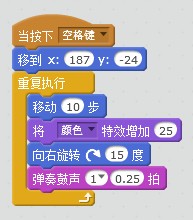 当按下 空格键
移到 x: 187 y: -24
重复执行
移动 10 步
将 颜色 特效增加 25
向右旋转 15 度
弹奏鼓声 1 0.25 拍